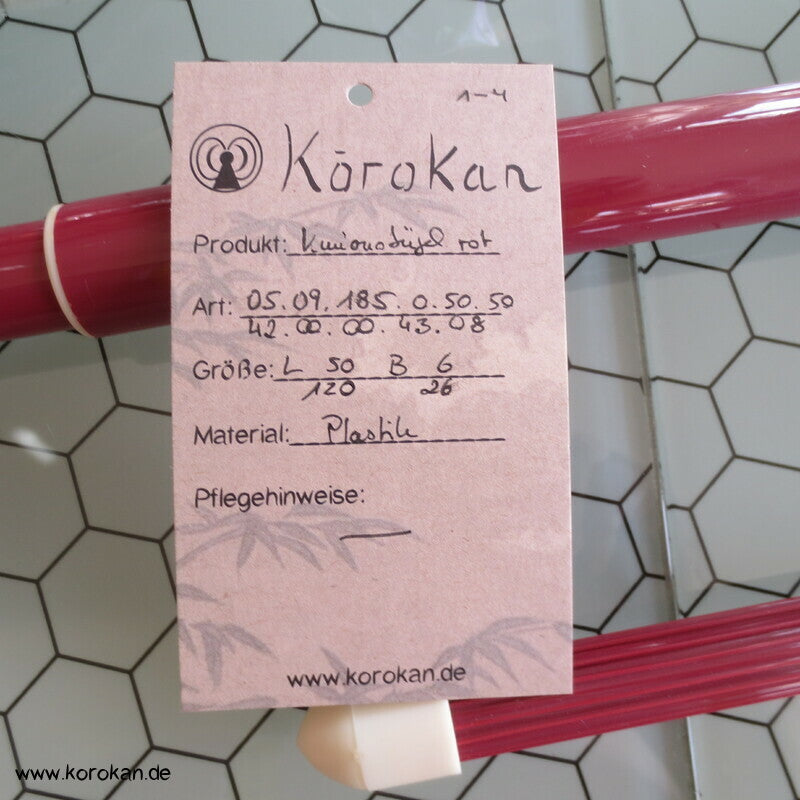 1-4
Kōrokan
Produkt: Kimionobügel rot
Art: 05.09.185.0.50.50
42.00.00.43.08
Größe: L 50 B 6
120 26
Material: Plastik
Pflegehinweise:
—
www.korokan.de
www.korokan.de